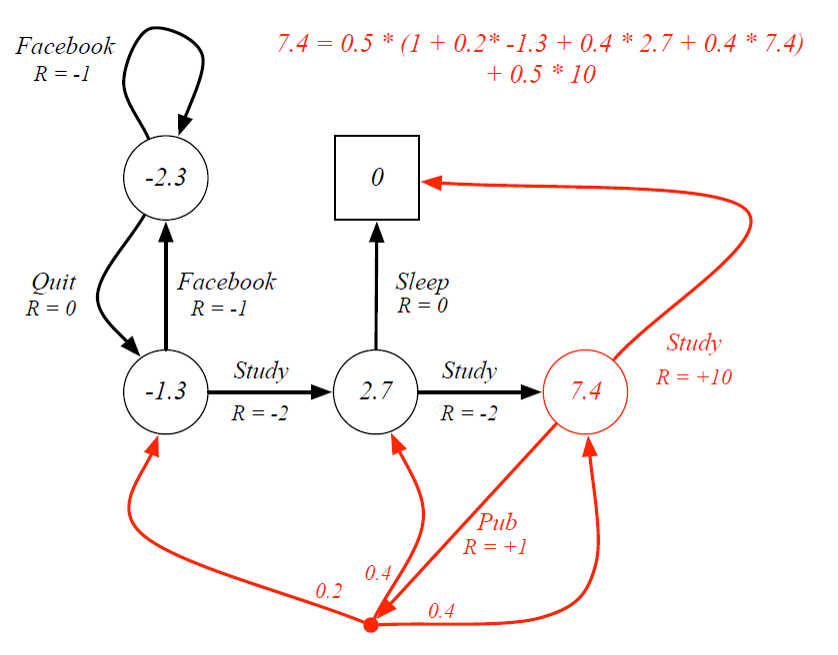 Facebook
R = -1
7.4 = 0.5 * (1 + 0.2* -1.3 + 0.4 * 2.7 + 0.4 * 7.4)
+ 0.5 * 10
-2.3
0
Quit
R = 0
Facebook
R = -1
Sleep
R = 0
-1.3
Study
R = -2
2.7
Study
R = -2
7.4
Study
R = +10
Pub
R = +1
0.2
0.4
0.4